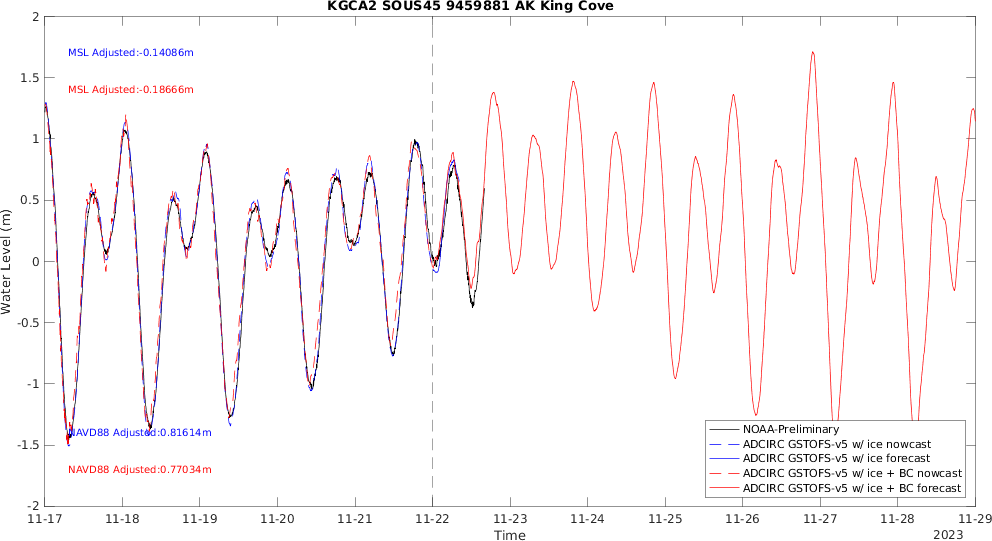 KGCA2 SOUS45 9459881 AK King Cove
2
1.5
1
0.5
0
-0.5
-1
-1.5
-2
Water Level (m)
MSL Adjusted:-0.14086m
MSL Adjusted:-0.18666m
NAVD88 Adjusted:0.81614m
NAVD88 Adjusted:0.77034m
NOAA-Preliminary
ADCIRC GSTOFS-v5 w/ ice nowcast
ADCIRC GSTOFS-v5 w/ ice forecast
ADCIRC GSTOFS-v5 w/ ice + BC nowcast
ADCIRC GSTOFS-v5 w/ ice + BC forecast
11-17 11-18 11-19 11-20 11-21 11-22 11-23 11-24 11-25 11-26 11-27 11-28 11-29
Time
2023